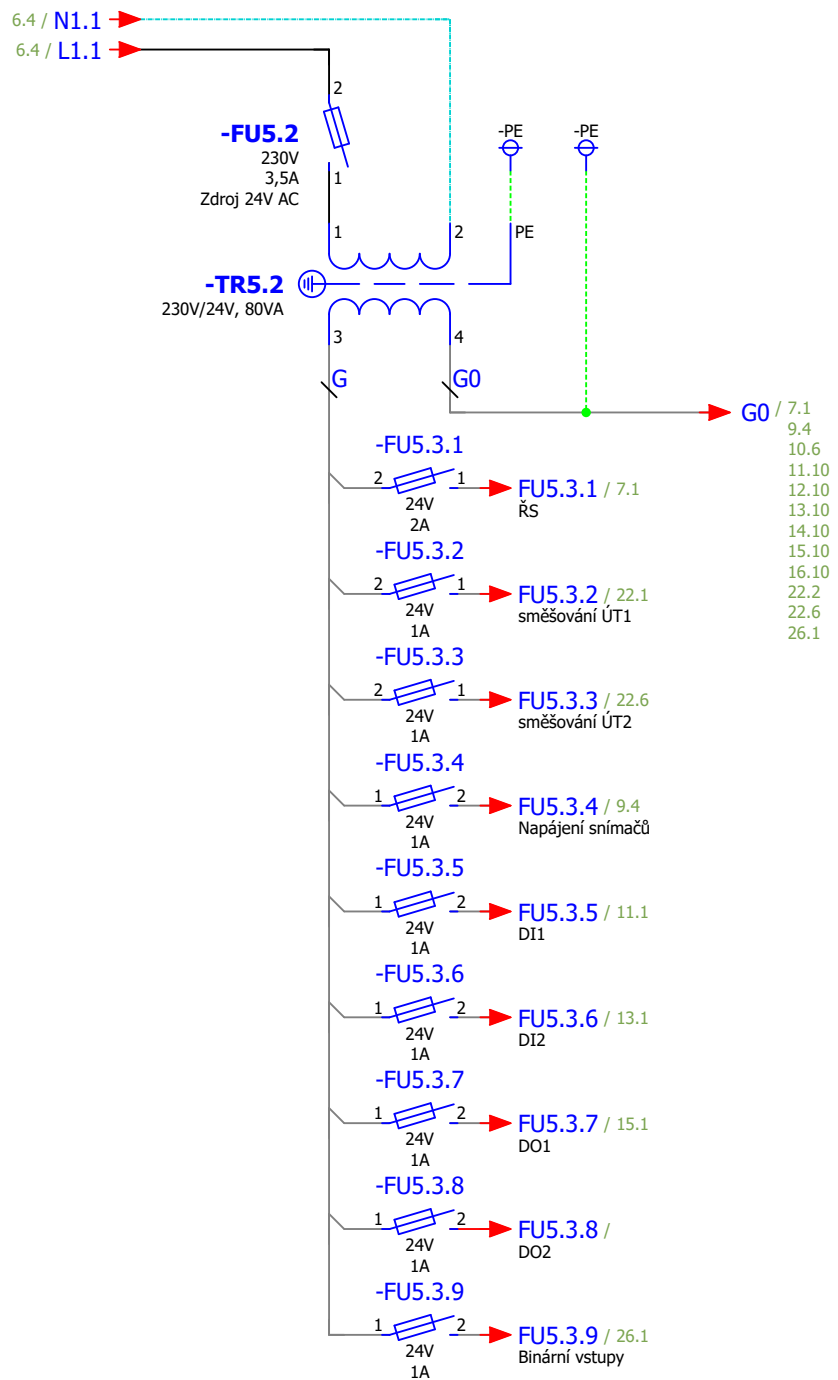 6.4 / N1.1
6.4 / L1.1
2
-FU5.2
230V
3,5A
Zdroj 24V AC
1
-PE
-PE
1
2
PE
-TR5.2
230V/24V, 80VA
3
4
G
G0
G0 / 7.1
9.4
10.6
11.10
12.10
13.10
14.10
15.10
16.10
22.2
22.6
26.1
-FU5.3.1
2
1
24V
2A
FU5.3.1 / 7.1
ŘS
-FU5.3.2
2
1
24V
1A
FU5.3.2 / 22.1
směšování ÚT1
-FU5.3.3
2
1
24V
1A
FU5.3.3 / 22.6
směšování ÚT2
-FU5.3.4
1
2
24V
1A
FU5.3.4 / 9.4
Napájení snímačů
-FU5.3.5
1
2
24V
1A
FU5.3.5 / 11.1
DI1
-FU5.3.6
1
2
24V
1A
FU5.3.6 / 13.1
DI2
-FU5.3.7
1
2
24V
1A
FU5.3.7 / 15.1
DO1
-FU5.3.8
1
2
24V
1A
FU5.3.8 /
DO2
-FU5.3.9
1
2
24V
1A
FU5.3.9 / 26.1
Binární vstupy